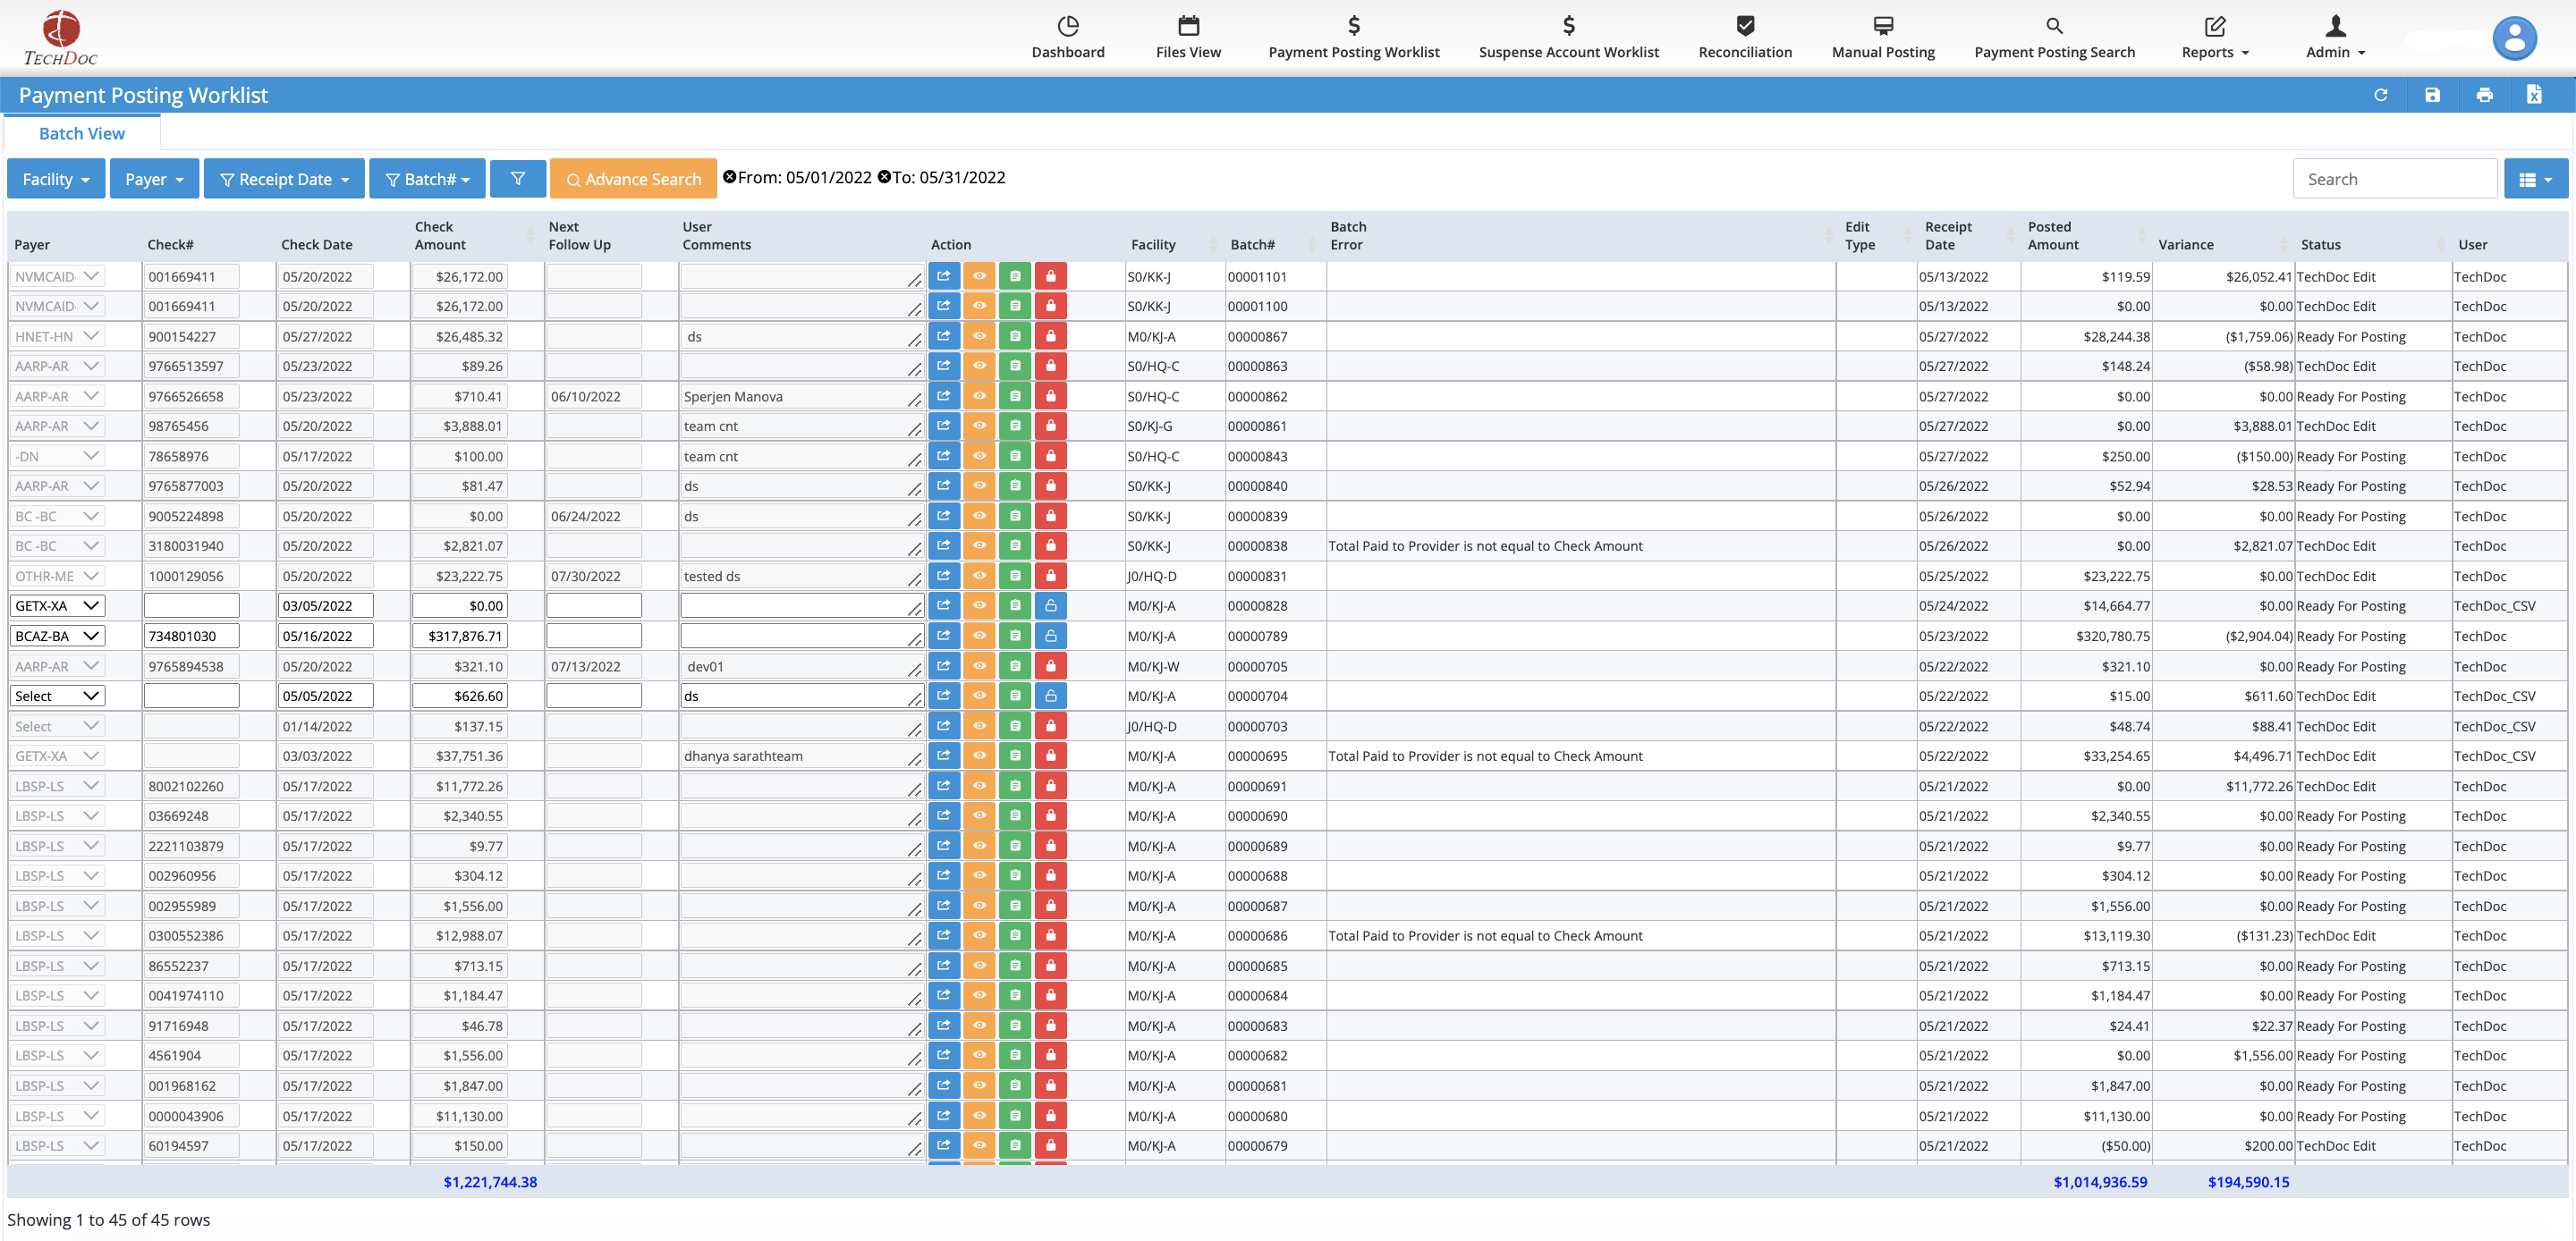 TECHDOC
Dashboard Files View Payment Posting Worklist Suspense Account Worklist Reconciliation Manual Posting Payment Posting Search Reports Admin
Payment Posting Worklist
Batch View
Facility Payer Receipt Date Batch# Advance Search From: 05/01/2022 To: 05/31/2022 Search
Payer Check# Check Date Check Amount Next Follow Up User Comments Action Facility Batch# Batch Error Edit Type Receipt Date Posted Amount Variance Status User
NVMCAID- 001669411 05/20/2022 $26,172.00 S0/KK-J 00001101 05/13/2022 $119.59 $26,052.41 TechDoc Edit TechDoc
NVMCAID- 001669411 05/20/2022 $26,172.00 S0/KK-J 00001100 05/13/2022 $0.00 $0.00 TechDoc Edit TechDoc
HNET-HN 900154227 05/27/2022 $26,485.32 ds M0/KJ-A 00000867 05/27/2022 $28,244.38 ($1,759.06) Ready For Posting TechDoc
AARP-AR 9766513597 05/23/2022 $89.26 S0/HQ-C 00000863 05/27/2022 $148.24 ($58.98) TechDoc Edit TechDoc
AARP-AR 9766526658 05/23/2022 $710.41 06/10/2022 Sperjen Manova S0/HQ-C 00000862 05/27/2022 $0.00 $0.00 Ready For Posting TechDoc
AARP-AR 98765456 05/20/2022 $3,888.01 team cnt S0/KJ-G 00000861 05/27/2022 $0.00 $3,888.01 TechDoc Edit TechDoc
-DN 78658976 05/17/2022 $100.00 team cnt S0/HQ-C 00000843 05/27/2022 $250.00 ($150.00) Ready For Posting TechDoc
AARP-AR 9765877003 05/20/2022 $81.47 ds S0/KK-J 00000840 05/26/2022 $52.94 $28.53 Ready For Posting TechDoc
BC -BC 9005224898 05/20/2022 $0.00 06/24/2022 ds S0/KK-J 00000839 05/26/2022 $0.00 $0.00 Ready For Posting TechDoc
BC -BC 3180031940 05/20/2022 $2,821.07 S0/KK-J 00000838 Total Paid to Provider is not equal to Check Amount 05/26/2022 $0.00 $2,821.07 TechDoc Edit TechDoc
OTHR-ME 1000129056 05/20/2022 $23,222.75 07/30/2022 tested ds J0/HQ-D 00000831 05/25/2022 $23,222.75 $0.00 TechDoc Edit TechDoc
GETX-XA 03/05/2022 $0.00 M0/KJ-A 00000828 05/24/2022 $14,664.77 $0.00 Ready For Posting TechDoc_CSV
BCAZ-BA 734801030 05/16/2022 $317,876.71 M0/KJ-A 00000789 05/23/2022 $320,780.75 ($2,904.04) Ready For Posting TechDoc
AARP-AR 9765894538 05/20/2022 $321.10 07/13/2022 dev01 M0/KJ-W 00000705 05/22/2022 $321.10 $0.00 Ready For Posting TechDoc
Select 05/05/2022 $626.60 ds M0/KJ-A 00000704 05/22/2022 $15.00 $611.60 TechDoc Edit TechDoc_CSV
Select 01/14/2022 $137.15 J0/HQ-D 00000703 05/22/2022 $48.74 $88.41 TechDoc Edit TechDoc_CSV
GETX-XA 03/03/2022 $37,751.36 dhanya sarathteam M0/KJ-A 00000695 Total Paid to Provider is not equal to Check Amount 05/22/2022 $33,254.65 $4,496.71 TechDoc Edit TechDoc_CSV
LBSP-LS 8002102260 05/17/2022 $11,772.26 M0/KJ-A 00000691 05/21/2022 $0.00 $11,772.26 TechDoc Edit TechDoc
LBSP-LS 03669248 05/17/2022 $2,340.55 M0/KJ-A 00000690 05/21/2022 $2,340.55 $0.00 Ready For Posting TechDoc
LBSP-LS 2221103879 05/17/2022 $9.77 M0/KJ-A 00000689 05/21/2022 $9.77 $0.00 Ready For Posting TechDoc
LBSP-LS 002960956 05/17/2022 $304.12 M0/KJ-A 00000688 05/21/2022 $304.12 $0.00 Ready For Posting TechDoc
LBSP-LS 002955989 05/17/2022 $1,556.00 M0/KJ-A 00000687 05/21/2022 $1,556.00 $0.00 Ready For Posting TechDoc
LBSP-LS 0300552386 05/17/2022 $12,988.07 M0/KJ-A 00000686 Total Paid to Provider is not equal to Check Amount 05/21/2022 $13,119.30 ($131.23) TechDoc Edit TechDoc
LBSP-LS 86552237 05/17/2022 $713.15 M0/KJ-A 00000685 05/21/2022 $713.15 $0.00 Ready For Posting TechDoc
LBSP-LS 0041974110 05/17/2022 $1,184.47 M0/KJ-A 00000684 05/21/2022 $1,184.47 $0.00 Ready For Posting TechDoc
LBSP-LS 91716948 05/17/2022 $46.78 M0/KJ-A 00000683 05/21/2022 $24.41 $22.37 Ready For Posting TechDoc
LBSP-LS 4561904 05/17/2022 $1,556.00 M0/KJ-A 00000682 05/21/2022 $0.00 $1,556.00 Ready For Posting TechDoc
LBSP-LS 001968162 05/17/2022 $1,847.00 M0/KJ-A 00000681 05/21/2022 $1,847.00 $0.00 Ready For Posting TechDoc
LBSP-LS 0000043906 05/17/2022 $11,130.00 M0/KJ-A 00000680 05/21/2022 $11,130.00 $0.00 Ready For Posting TechDoc
LBSP-LS 60194597 05/17/2022 $150.00 M0/KJ-A 00000679 05/21/2022 ($50.00) $200.00 TechDoc Edit TechDoc
$1,221,744.38 $1,014,936.59 $194,590.15
Showing 1 to 45 of 45 rows